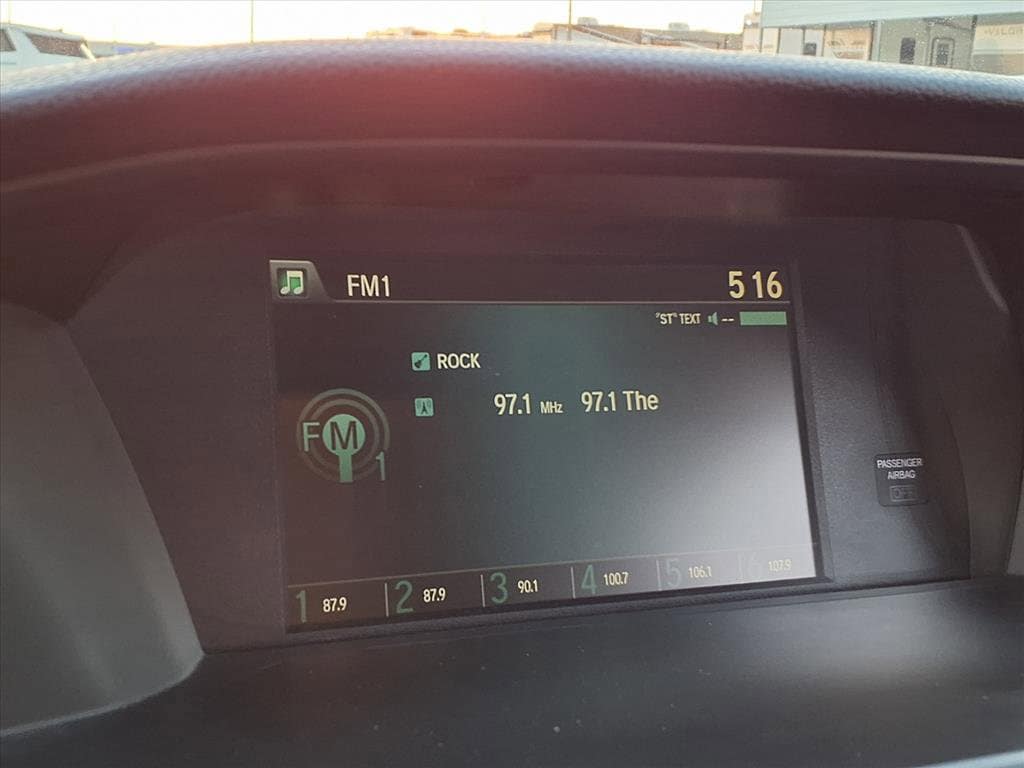 FM1
5 16
"ST" TEXT --
ROCK
97.1 MHz 97.1 The
FM 1
PASSENGER
AIRBAG
OFF
1 87.9 2 87.9 3 90.1 4 100.7 5 106.1 6 107.9